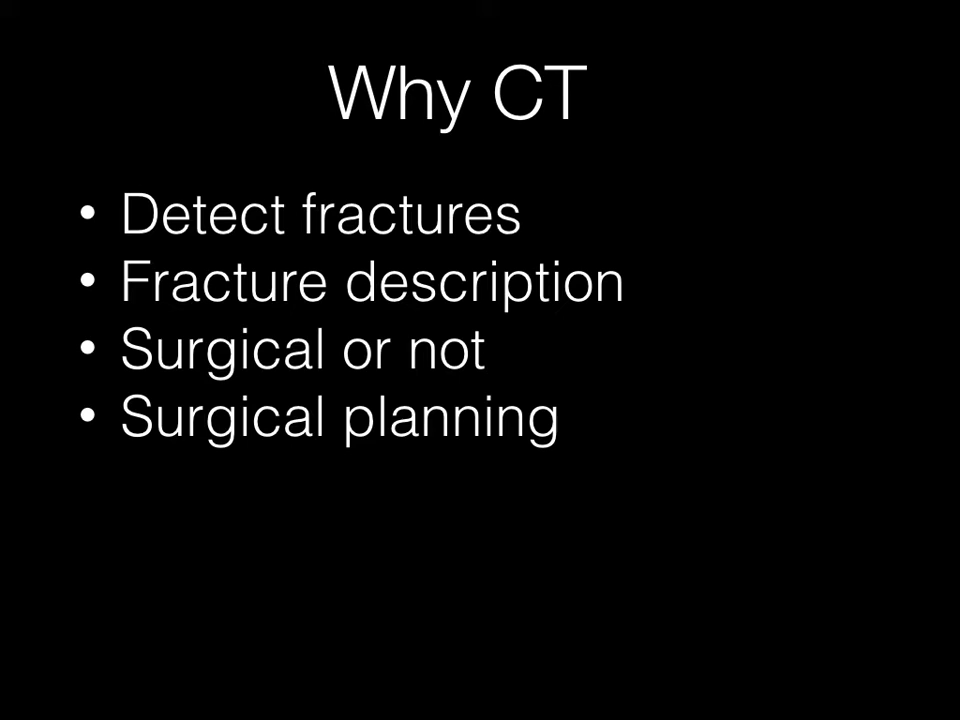 Why CT
• Detect fractures
• Fracture description
• Surgical or not
• Surgical planning